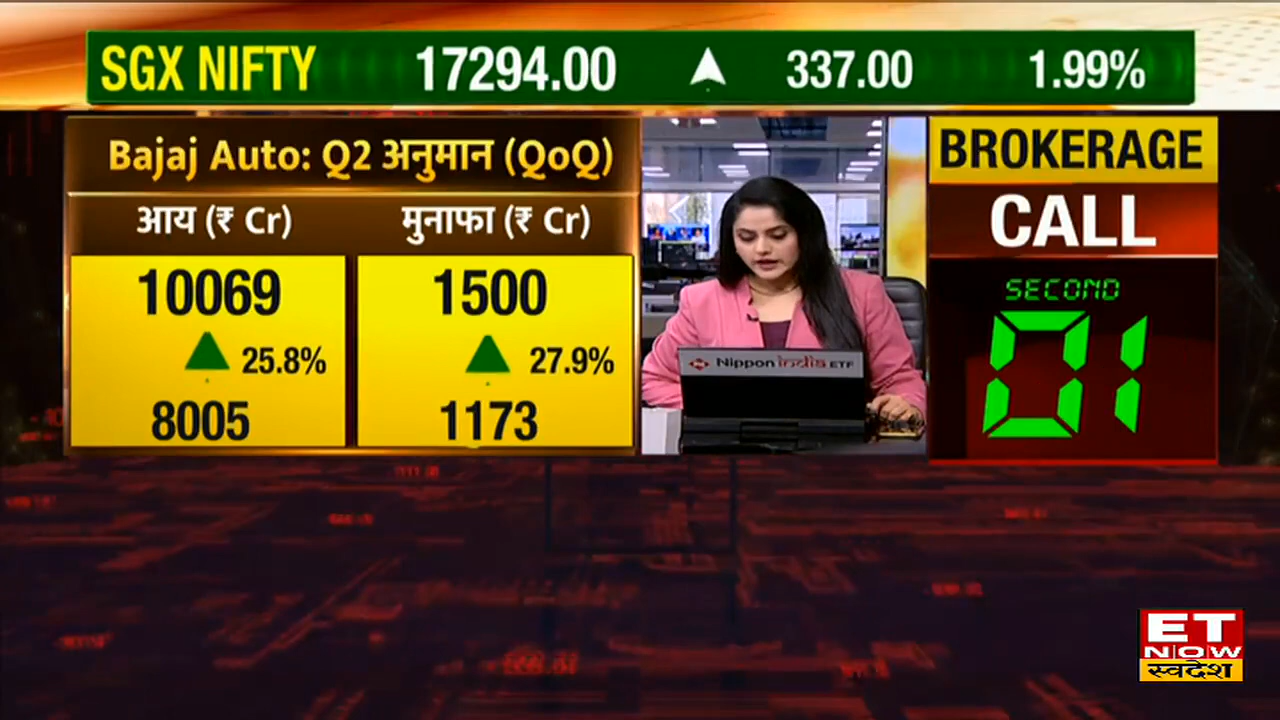 SGX NIFTY 17294.00 337.00 1.99%
Bajaj Auto: Q2 अनुमान (QoQ)
आय (₹ Cr) मुनाफा (₹ Cr)
10069 1500
25.8% 27.9%
8005 1173
Nippon india ETF
BROKERAGE
CALL
SECOND
01
ET
NOW
स्वदेश